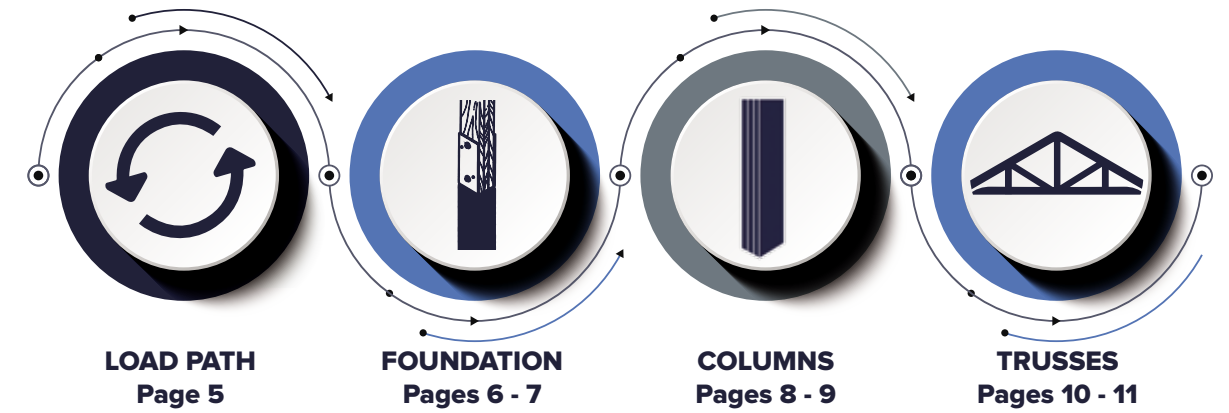 LOAD PATH
Page 5
FOUNDATION
Pages 6 - 7
COLUMNS
Pages 8 - 9
TRUSSES
Pages 10 - 11